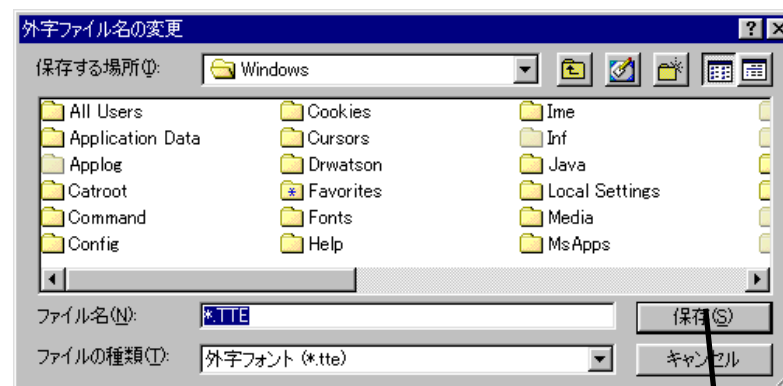 外字ファイル名の変更
保存する場所(I): Windows
All Users Cookies Ime
Application Data Cursors Inf
Applog Drwatson Java
Catroot Favorites Local Settings
Command Fonts Media
Config Help MsApps
ファイル名(N): *.TTE 保存(S)
ファイルの種類(T): 外字フォント (*.tte) キャンセル